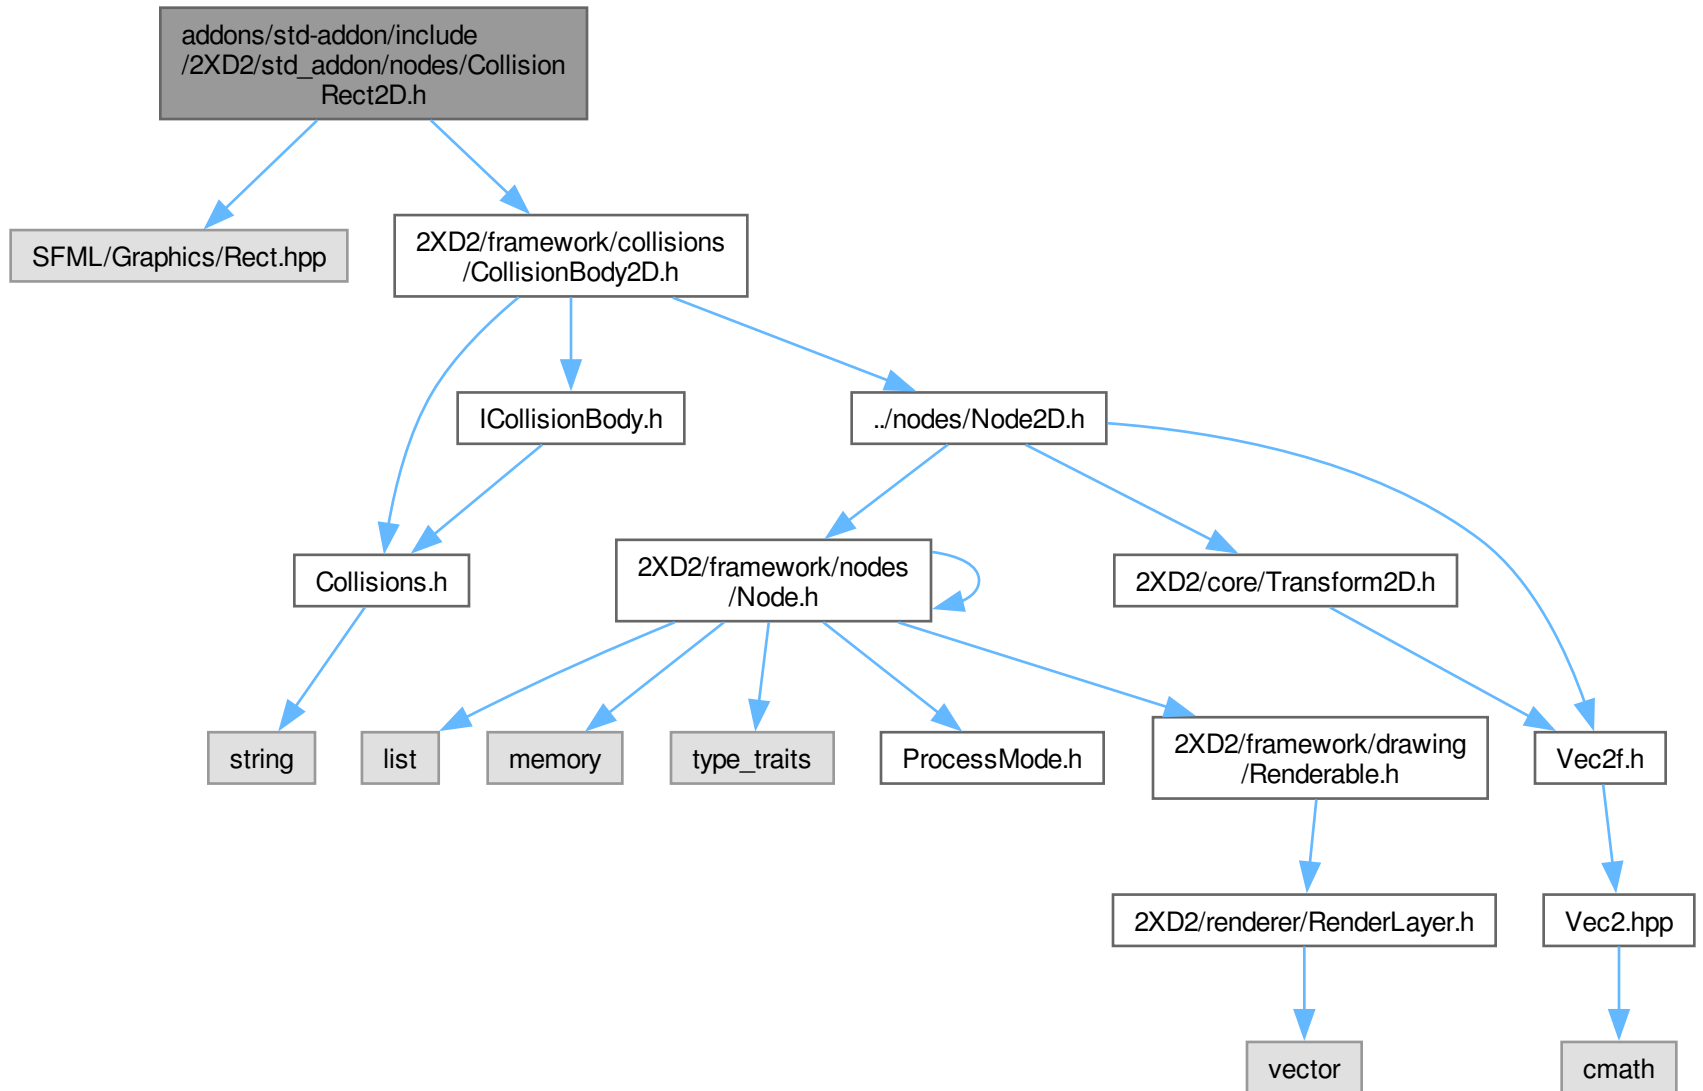 addons/std-addon/include
/2XD2/std_addon/nodes/Collision
Rect2D.h
SFML/Graphics/Rect.hpp
2XD2/framework/collisions
/CollisionBody2D.h
ICollisionBody.h
../nodes/Node2D.h
Collisions.h
2XD2/framework/nodes
/Node.h
2XD2/core/Transform2D.h
string
list
memory
type_traits
ProcessMode.h
2XD2/framework/drawing
/Renderable.h
Vec2f.h
2XD2/renderer/RenderLayer.h
Vec2.hpp
vector
cmath